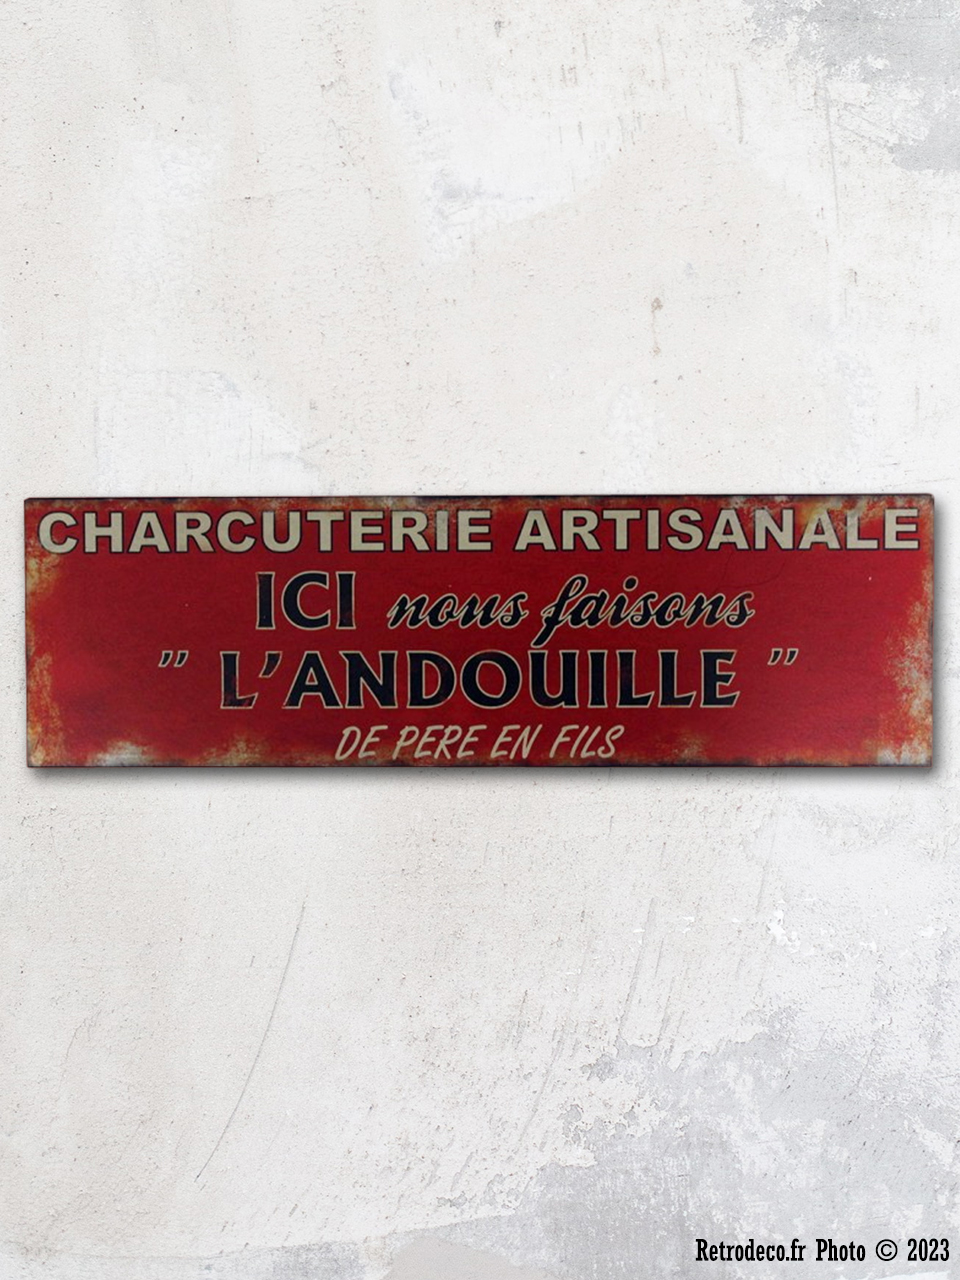 CHARCUTERIE ARTISANALE
ICI nous faisons
" L'ANDOUILLE "
DE PERE EN FILS
Retrodeco.fr Photo © 2023